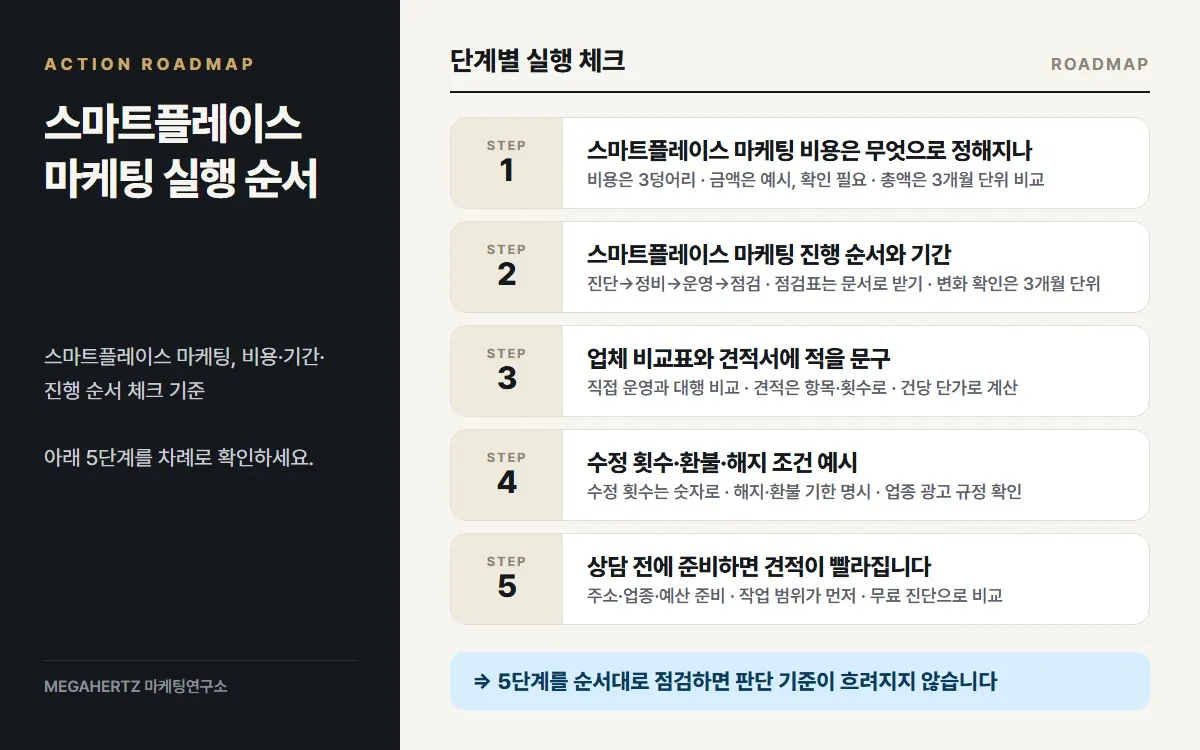 ACTION ROADMAP
스마트플레이스
마케팅 실행 순서
스마트플레이스 마케팅, 비용·기간·
진행 순서 체크 기준
아래 5단계를 차례로 확인하세요.
MEGAHERTZ 마케팅연구소
단계별 실행 체크
ROADMAP
STEP
1
스마트플레이스 마케팅 비용은 무엇으로 정해지나
비용은 3덩어리 · 금액은 예시, 확인 필요 · 총액은 3개월 단위 비교
STEP
2
스마트플레이스 마케팅 진행 순서와 기간
진단→정비→운영→점검 · 점검표는 문서로 받기 · 변화 확인은 3개월 단위
STEP
3
업체 비교표와 견적서에 적을 문구
직접 운영과 대행 비교 · 견적은 항목·횟수로 · 건당 단가로 계산
STEP
4
수정 횟수·환불·해지 조건 예시
수정 횟수는 숫자로 · 해지·환불 기한 명시 · 업종 광고 규정 확인
STEP
5
상담 전에 준비하면 견적이 빨라집니다
주소·업종·예산 준비 · 작업 범위가 먼저 · 무료 진단으로 비교
→ 5단계를 순서대로 점검하면 판단 기준이 흐려지지 않습니다